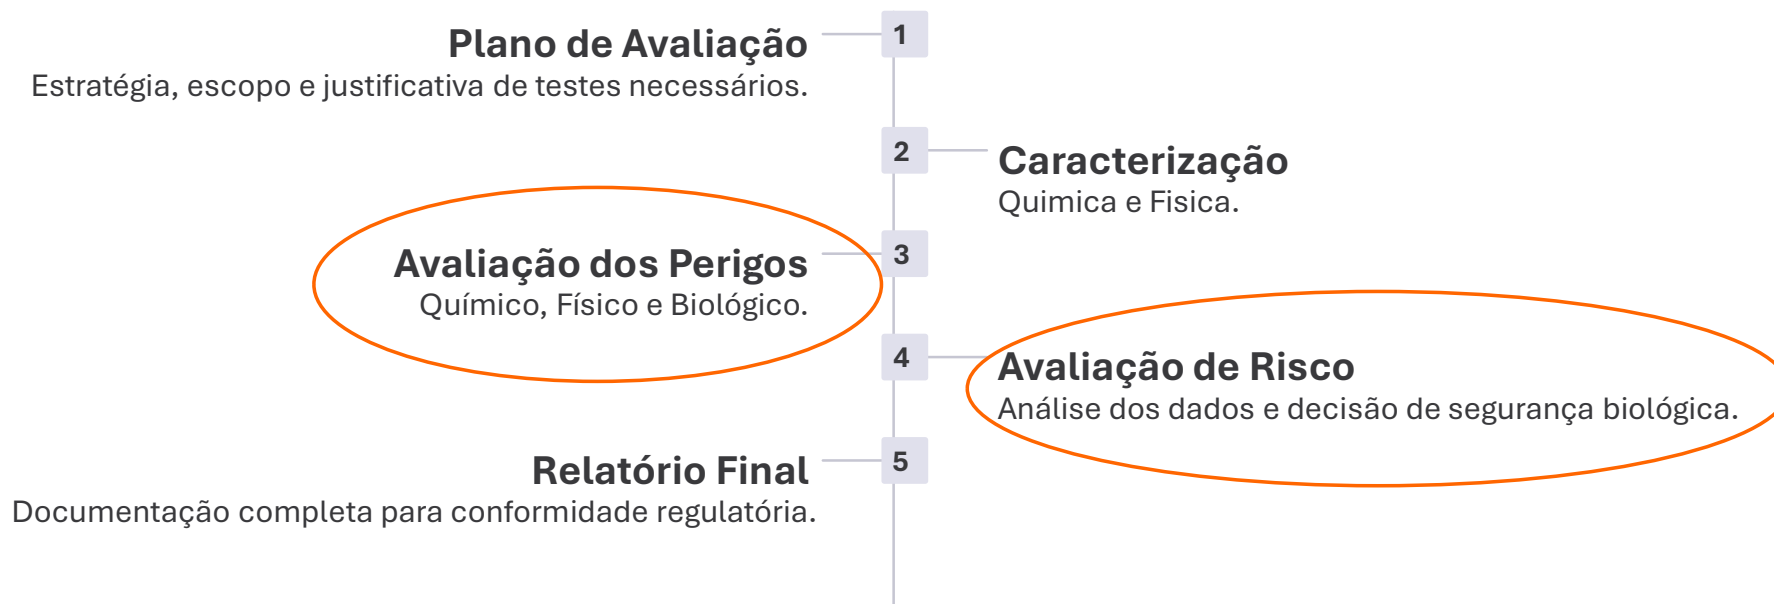 1
Plano de Avaliação
Estratégia, escopo e justificativa de testes necessários.
2
Caracterização
Quimica e Fisica.
3
Avaliação dos Perigos
Químico, Físico e Biológico.
4
Avaliação de Risco
Análise dos dados e decisão de segurança biológica.
5
Relatório Final
Documentação completa para conformidade regulatória.